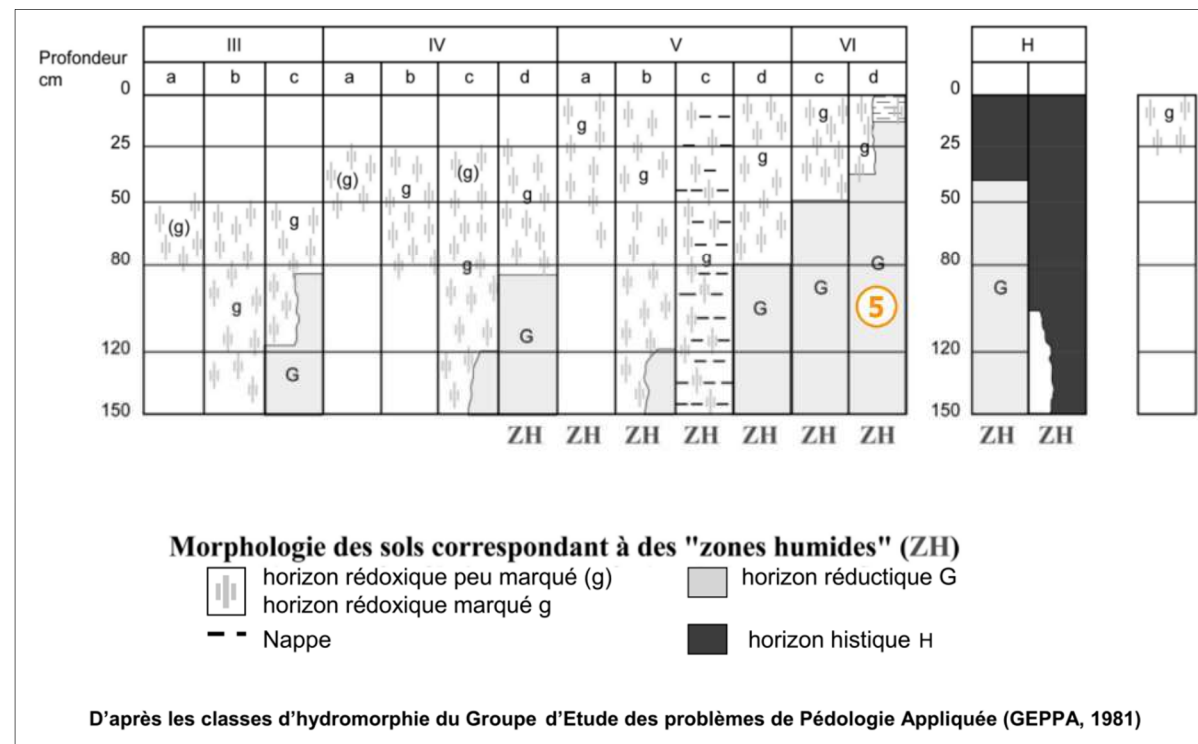 III IV V VI H
Profondeur
cm
a b c a b c d a b c d c d
0 0
g g g
25 25
g
(g) (g) g g
g g
50 50
(g) g
80 g g 80
G
g G G G
5
G
120 120
G
150 150
ZH ZH ZH ZH ZH ZH ZH ZH ZH
Morphologie des sols correspondant à des "zones humides" (ZH)
horizon rédoxique peu marqué (g) horizon réductique G
horizon rédoxique marqué g
Nappe horizon histique H
D'après les classes d'hydromorphie du Groupe d'Etude des problèmes de Pédologie Appliquée (GEPPA, 1981)